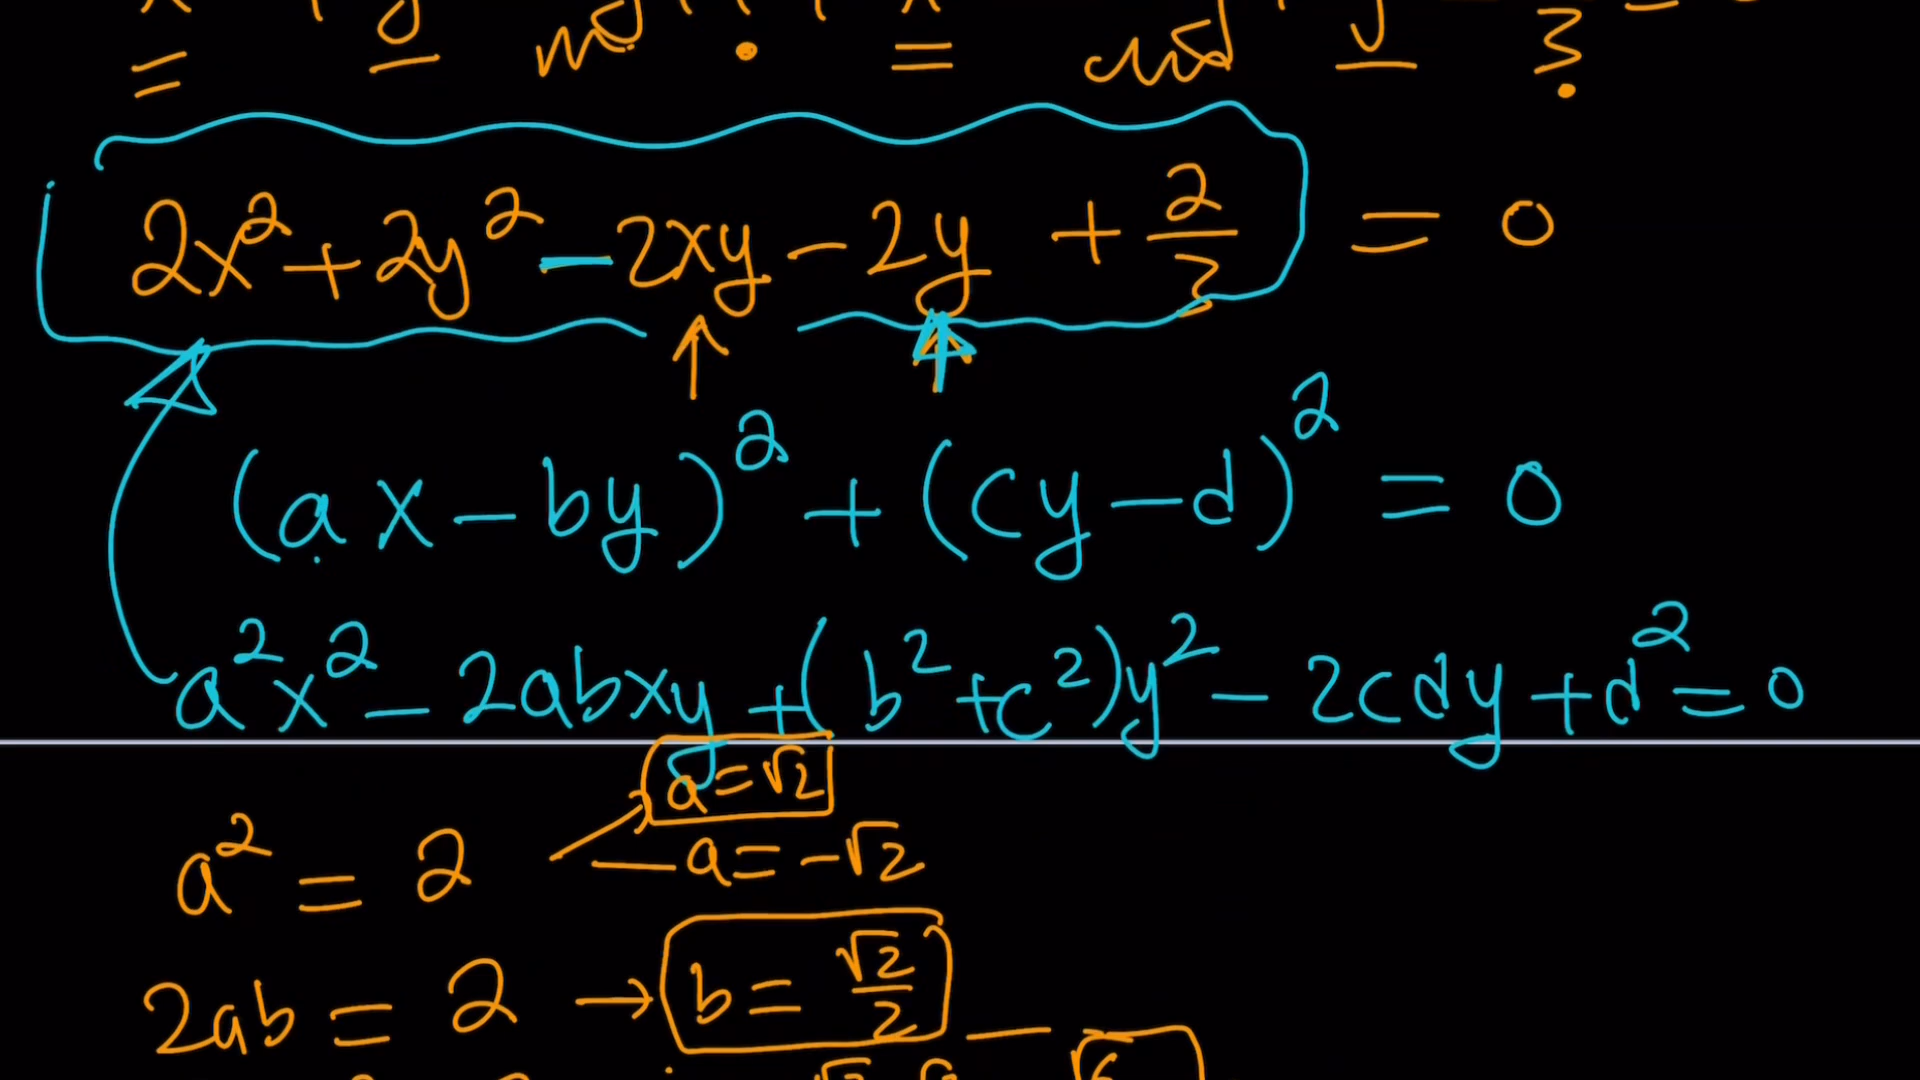 2x² + 2y² - 2xy - 2y + 2/3 = 0
(ax - by)² + (cy - d)² = 0
a²x² - 2abxy + (b² + c²)y² - 2cdy + d² = 0
a = √2
a² = 2
a = -√2
2ab = 2 → b = √2/2